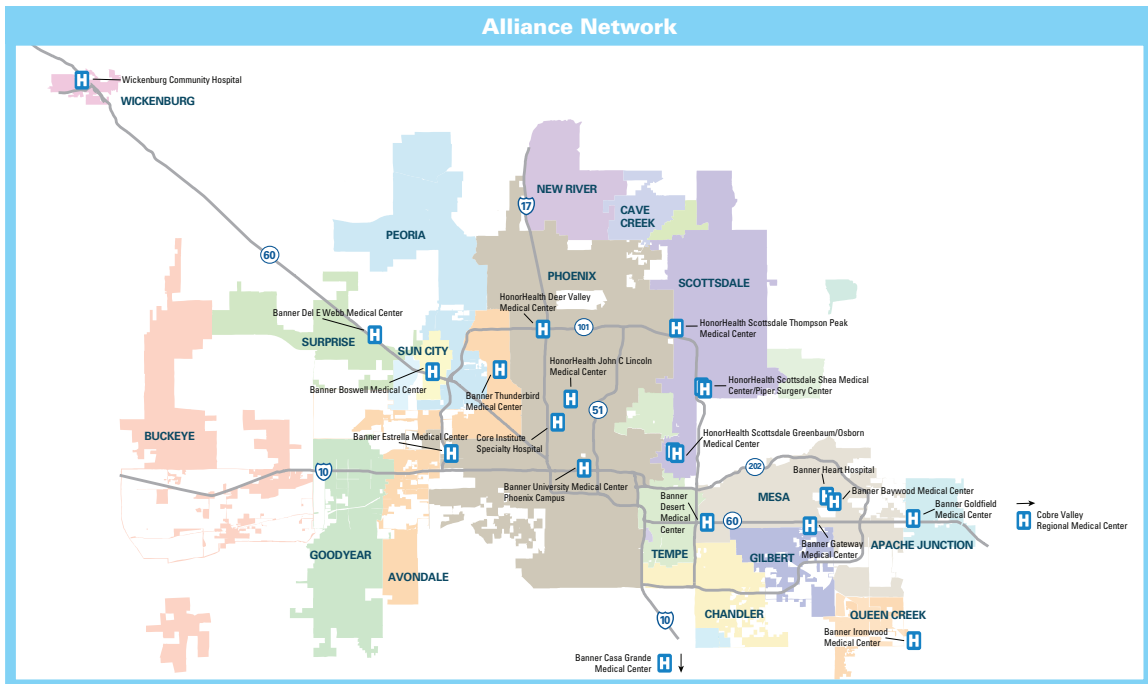 Alliance Network
H
Wickenburg Community Hospital
WICKENBURG
NEW RIVER
17
CAVE
CREEK
PEORIA
60
PHOENIX
SCOTTSDALE
HonorHealth Deer Valley
Medical Center
H
101
H
HonorHealth Scottsdale Thompson Peak
Medical Center
Banner Del E Webb Medical Center
H
SURPRISE
SUN CITY
H
Banner Boswell Medical Center
H
Banner Thunderbird
Medical Center
HonorHealth John C Lincoln
Medical Center
H
51
H
HonorHealth Scottsdale Shea Medical
Center/Piper Surgery Center
BUCKEYE
Banner Estrella Medical Center
H
Core Institute
Specialty Hospital
H
H
HonorHealth Scottsdale Greenbaum/Osborn
Medical Center
10
H
Banner University Medical Center
Phoenix Campus
202
Banner Heart Hospital
H
MESA
H
Banner Baywood Medical Center
Banner
Desert
Medical
Center
H
60
H
Banner Gateway
Medical Center
Banner Goldfield
Medical Center
H
H
Cobre Valley
Regional Medical Center
GOODYEAR
AVONDALE
TEMPE
GILBERT
APACHE JUNCTION
CHANDLER
QUEEN CREEK
10
Banner Ironwood
Medical Center
H
Banner Casa Grande
Medical Center
H